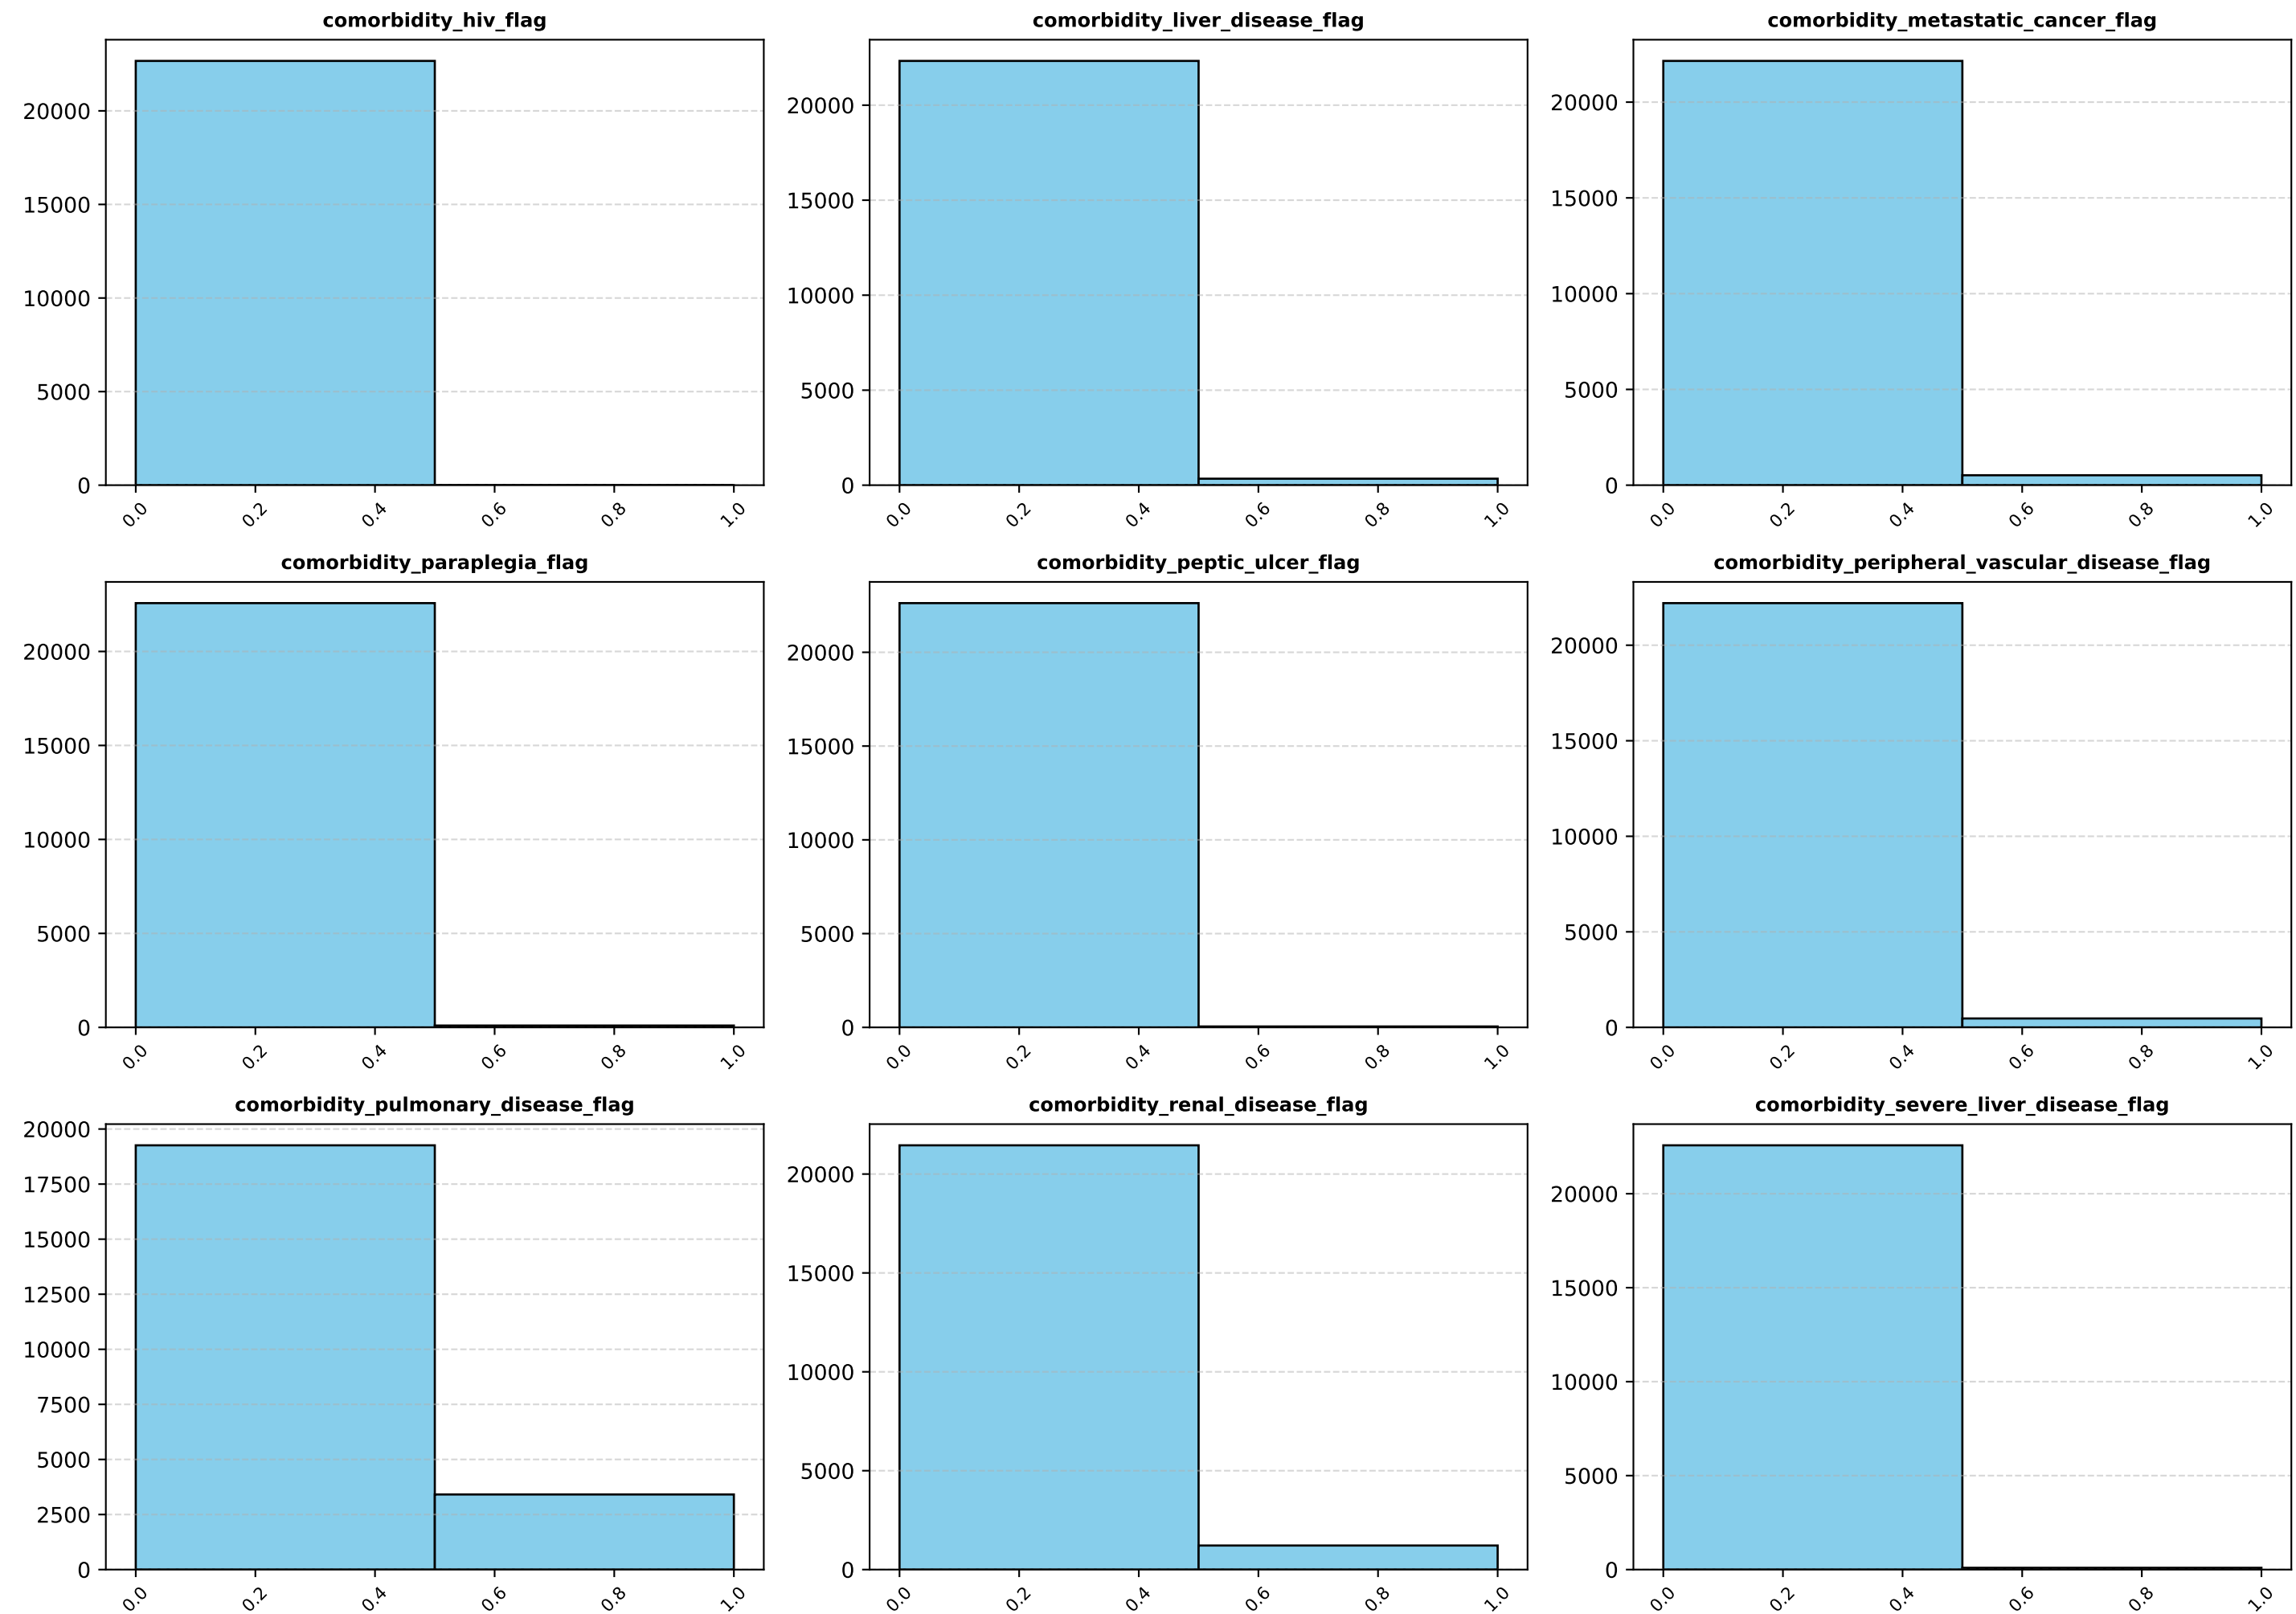 comorbidity_hiv_flag
20000
15000
10000
5000
0
0.0 0.2 0.4 0.6 0.8 1.0
comorbidity_liver_disease_flag
20000
15000
10000
5000
0
0.0 0.2 0.4 0.6 0.8 1.0
comorbidity_metastatic_cancer_flag
20000
15000
10000
5000
0
0.0 0.2 0.4 0.6 0.8 1.0
comorbidity_paraplegia_flag
20000
15000
10000
5000
0
0.0 0.2 0.4 0.6 0.8 1.0
comorbidity_peptic_ulcer_flag
20000
15000
10000
5000
0
0.0 0.2 0.4 0.6 0.8 1.0
comorbidity_peripheral_vascular_disease_flag
20000
15000
10000
5000
0
0.0 0.2 0.4 0.6 0.8 1.0
comorbidity_pulmonary_disease_flag
20000
17500
15000
12500
10000
7500
5000
2500
0
0.0 0.2 0.4 0.6 0.8 1.0
comorbidity_renal_disease_flag
20000
15000
10000
5000
0
0.0 0.2 0.4 0.6 0.8 1.0
comorbidity_severe_liver_disease_flag
20000
15000
10000
5000
0
0.0 0.2 0.4 0.6 0.8 1.0